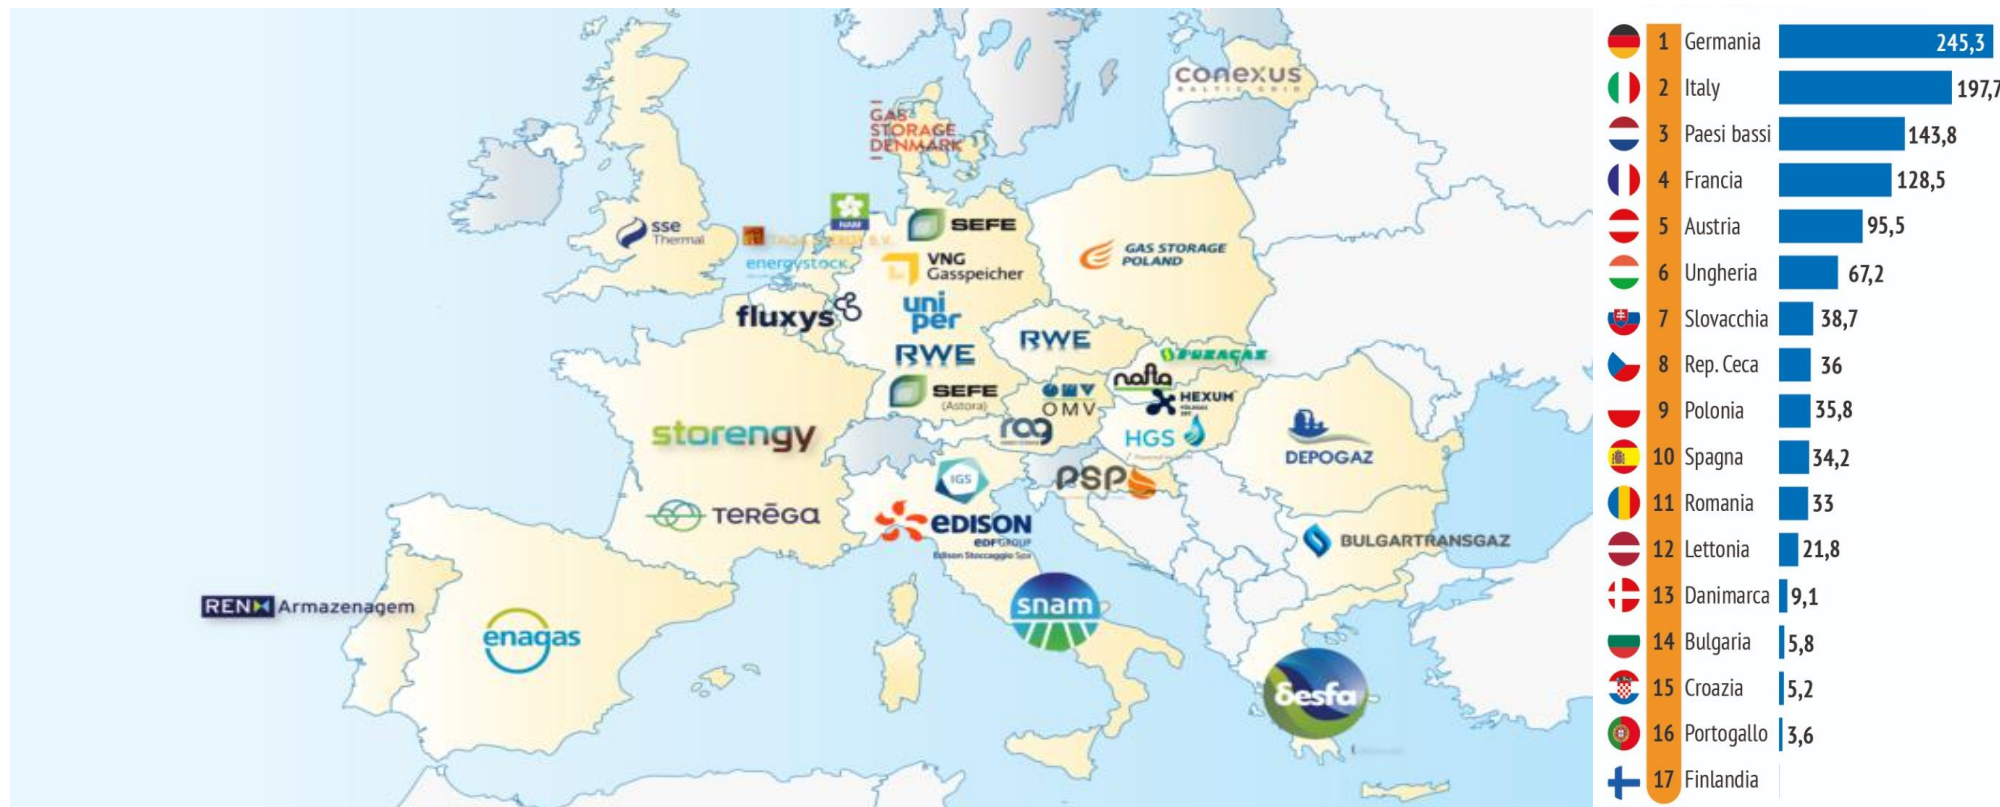 conexus
BALTIC GRID
GAS
STORAGE
DENMARK
NAM
sse
Thermal
SEFE
energystock
VNG
Gasspeicher
GAS STORAGE
POLAND
fluxys
uni
per
RWE
RWE
SEFE
(Astora)
OMV
nafta
HEXUM
rag
HGS
DEPOGAZ
storengy
IGS
PSP
TERĒGA
EDISON
EDF GROUP
Edison Stoccaggio Spa
BULGARTRANSGAZ
REN Armazenagem
enagas
snam
desfa
1 Germania 245,3
2 Italy 197,7
3 Paesi bassi 143,8
4 Francia 128,5
5 Austria 95,5
6 Ungheria 67,2
7 Slovacchia 38,7
8 Rep. Ceca 36
9 Polonia 35,8
10 Spagna 34,2
11 Romania 33
12 Lettonia 21,8
13 Danimarca 9,1
14 Bulgaria 5,8
15 Croazia 5,2
16 Portogallo 3,6
17 Finlandia